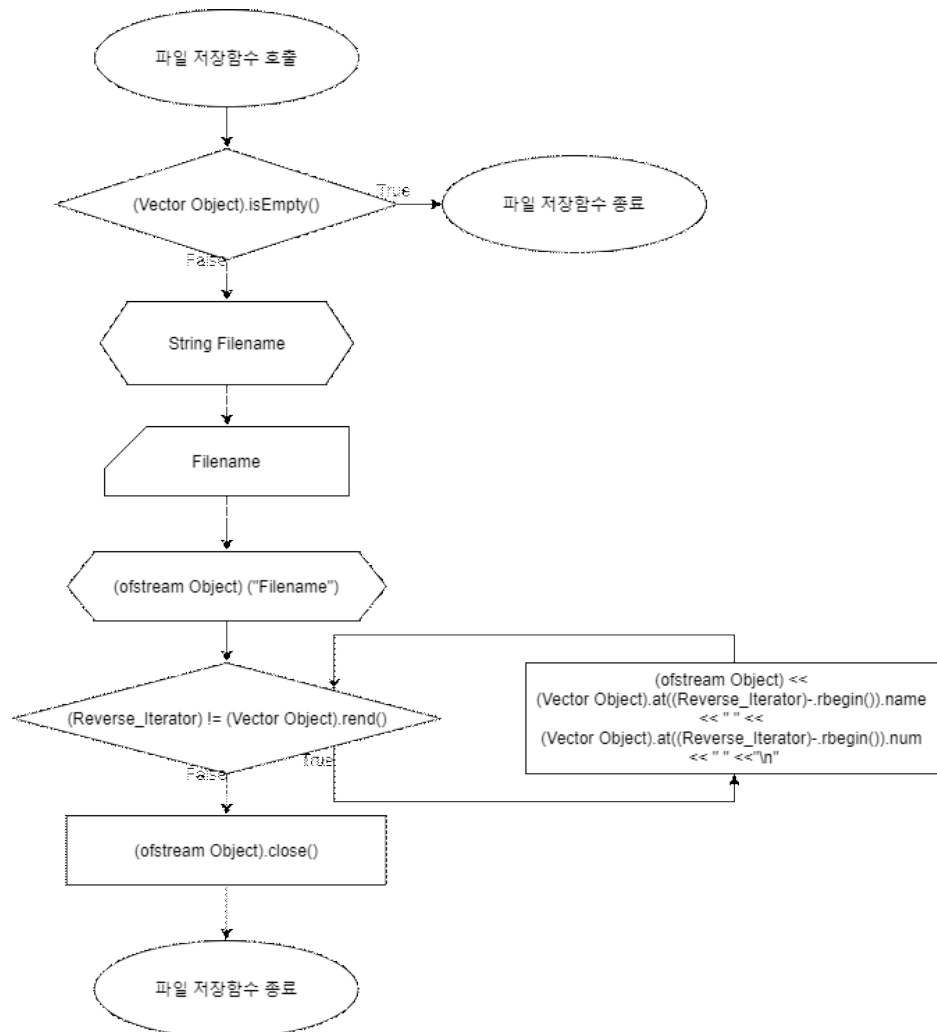 파일 저장함수 호출
(Vector Object).isEmpty()
True
파일 저장함수 종료
False
String Filename
Filename
(ofstream Object) ("Filename")
(Reverse_Iterator) != (Vector Object).rend()
(ofstream Object) <<
(Vector Object).at((Reverse_Iterator)-.rbegin()).name
<< " " <<
(Vector Object).at((Reverse_Iterator)-.rbegin()).num
<< " " <<"\n"
True
False
(ofstream Object).close()
파일 저장함수 종료